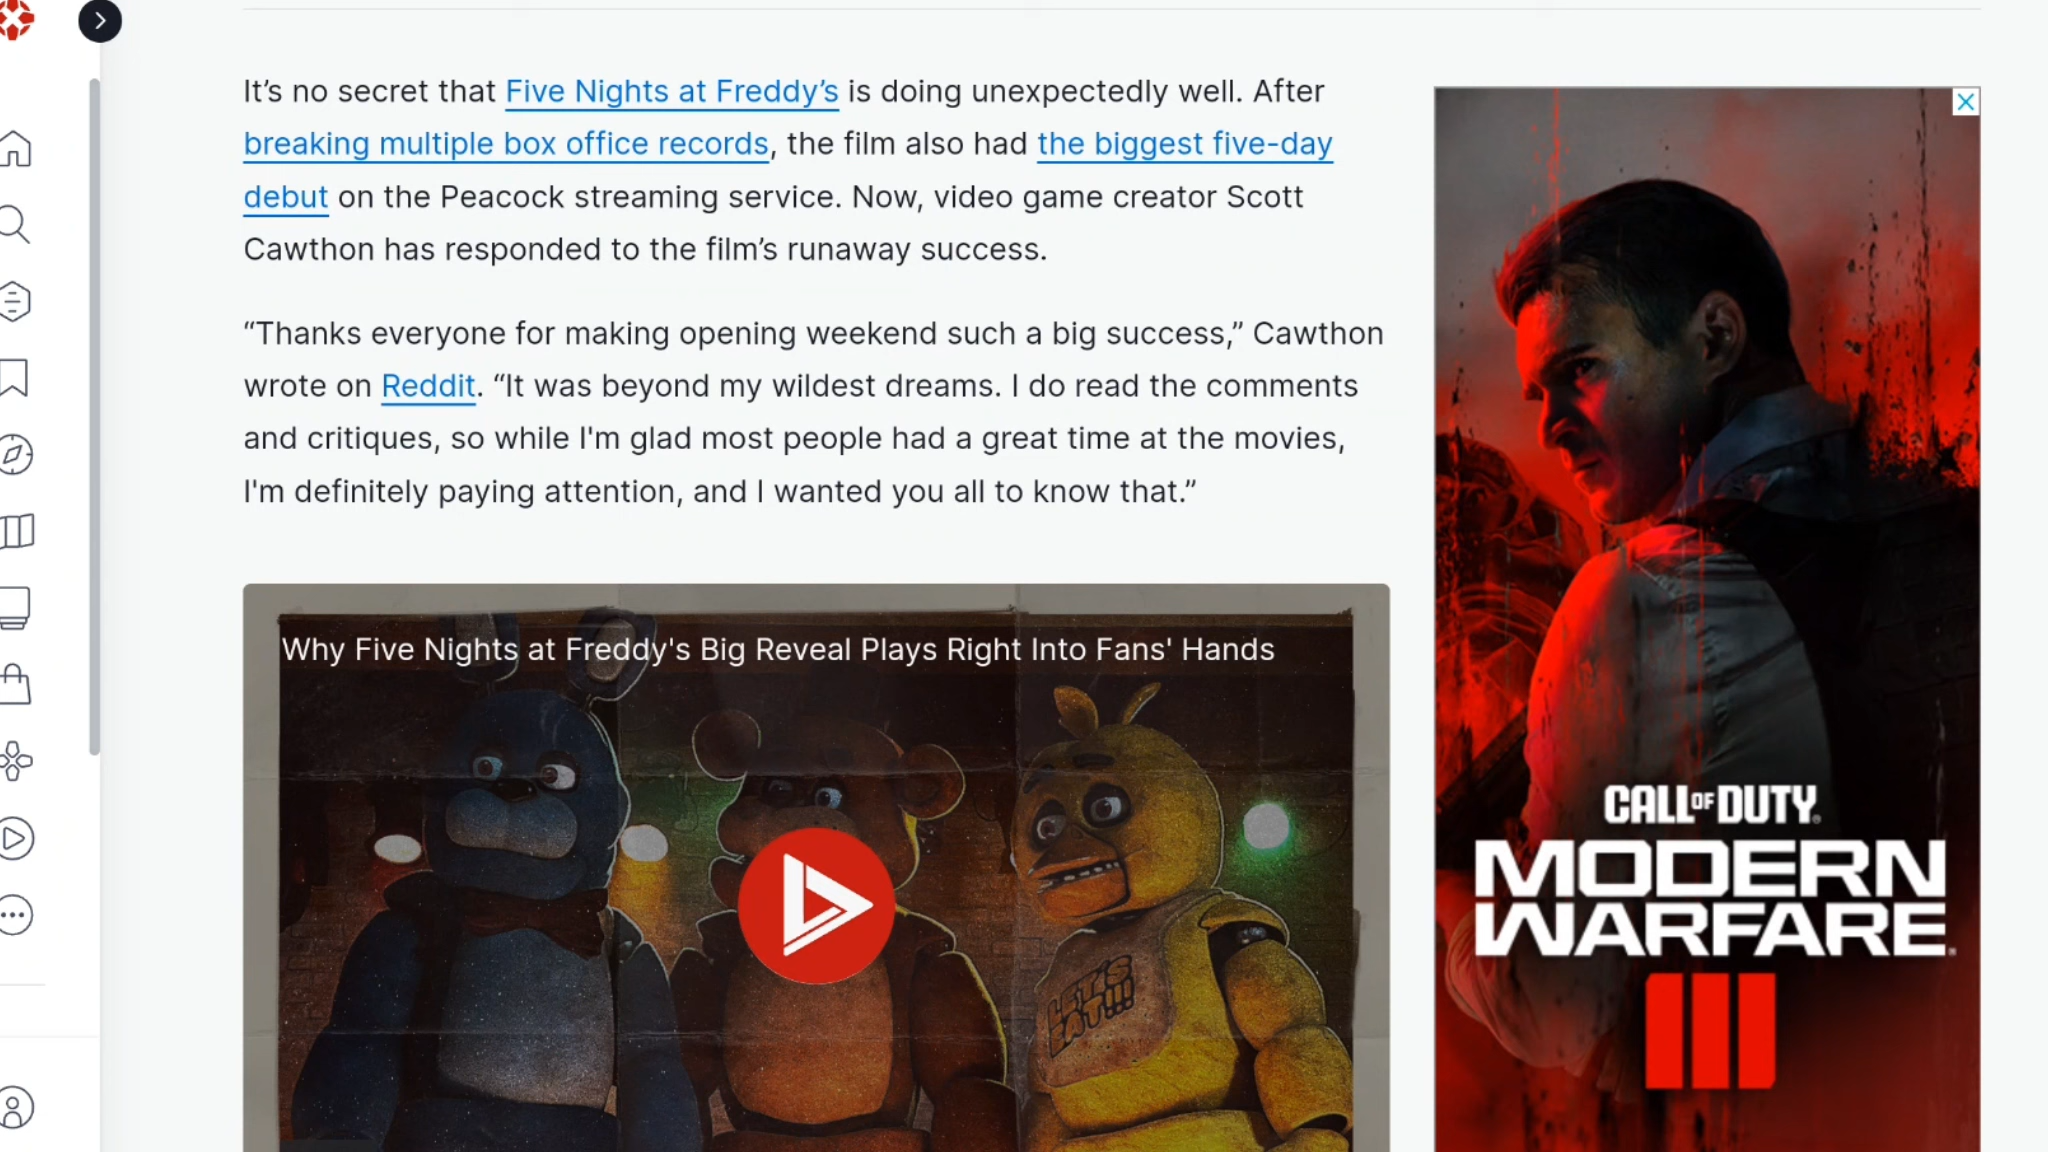 It’s no secret that Five Nights at Freddy’s is doing unexpectedly well. After
breaking multiple box office records, the film also had the biggest five-day
debut on the Peacock streaming service. Now, video game creator Scott
Cawthon has responded to the film’s runaway success.
“Thanks everyone for making opening weekend such a big success,” Cawthon
wrote on Reddit. “It was beyond my wildest dreams. I do read the comments
and critiques, so while I'm glad most people had a great time at the movies,
I'm definitely paying attention, and I wanted you all to know that.”
Why Five Nights at Freddy's Big Reveal Plays Right Into Fans' Hands
LET'S
EAT!!!
CALL OF DUTY
MODERN
WARFARE
III